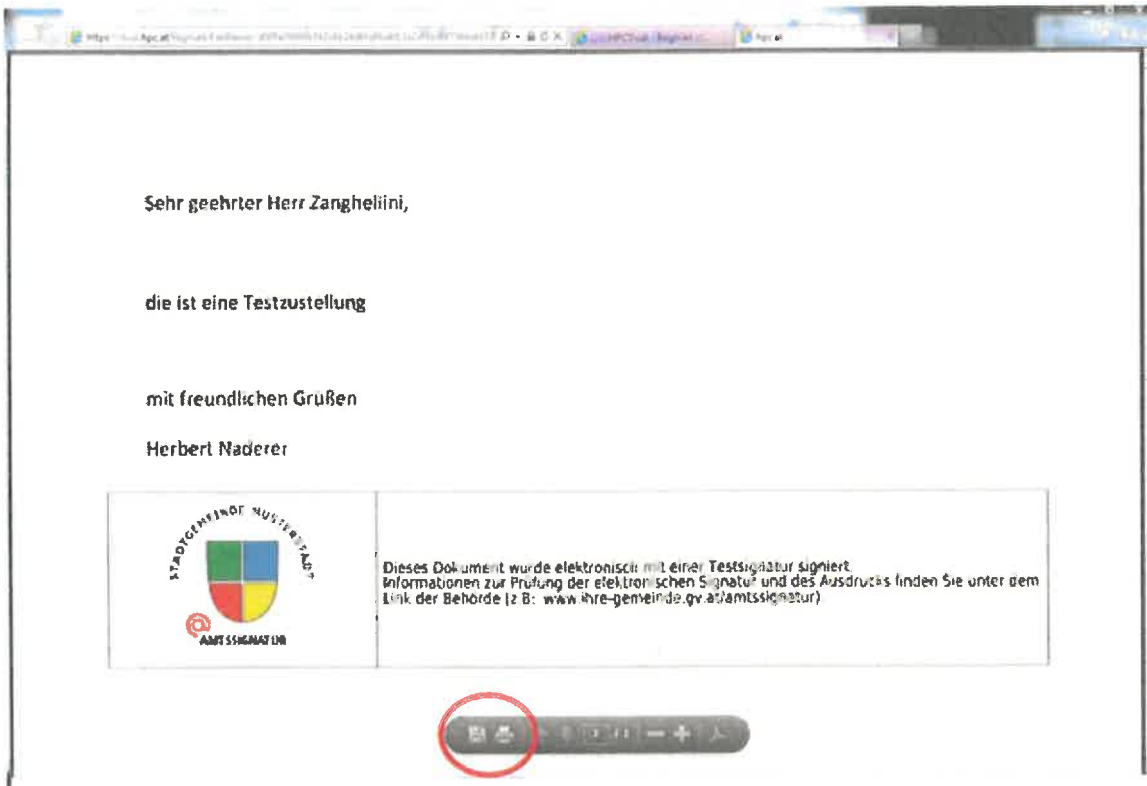 Hpc.at
Sehr geehrter Herr Zanghellini,
die ist eine Testzustellung
mit freundlichen Grüßen
Herbert Naderer
STADTGEMEINDE MUSTERSTADT
@
AMTSSIGNATUR
Dieses Dokument wurde elektronisch mit einer Testsignatur signiert.
Informationen zur Prüfung der elektronischen Signatur und des Ausdrucks finden Sie unter dem
Link der Behörde (z B: www.ihre-gemeinde.gv.at/amtssignatur)